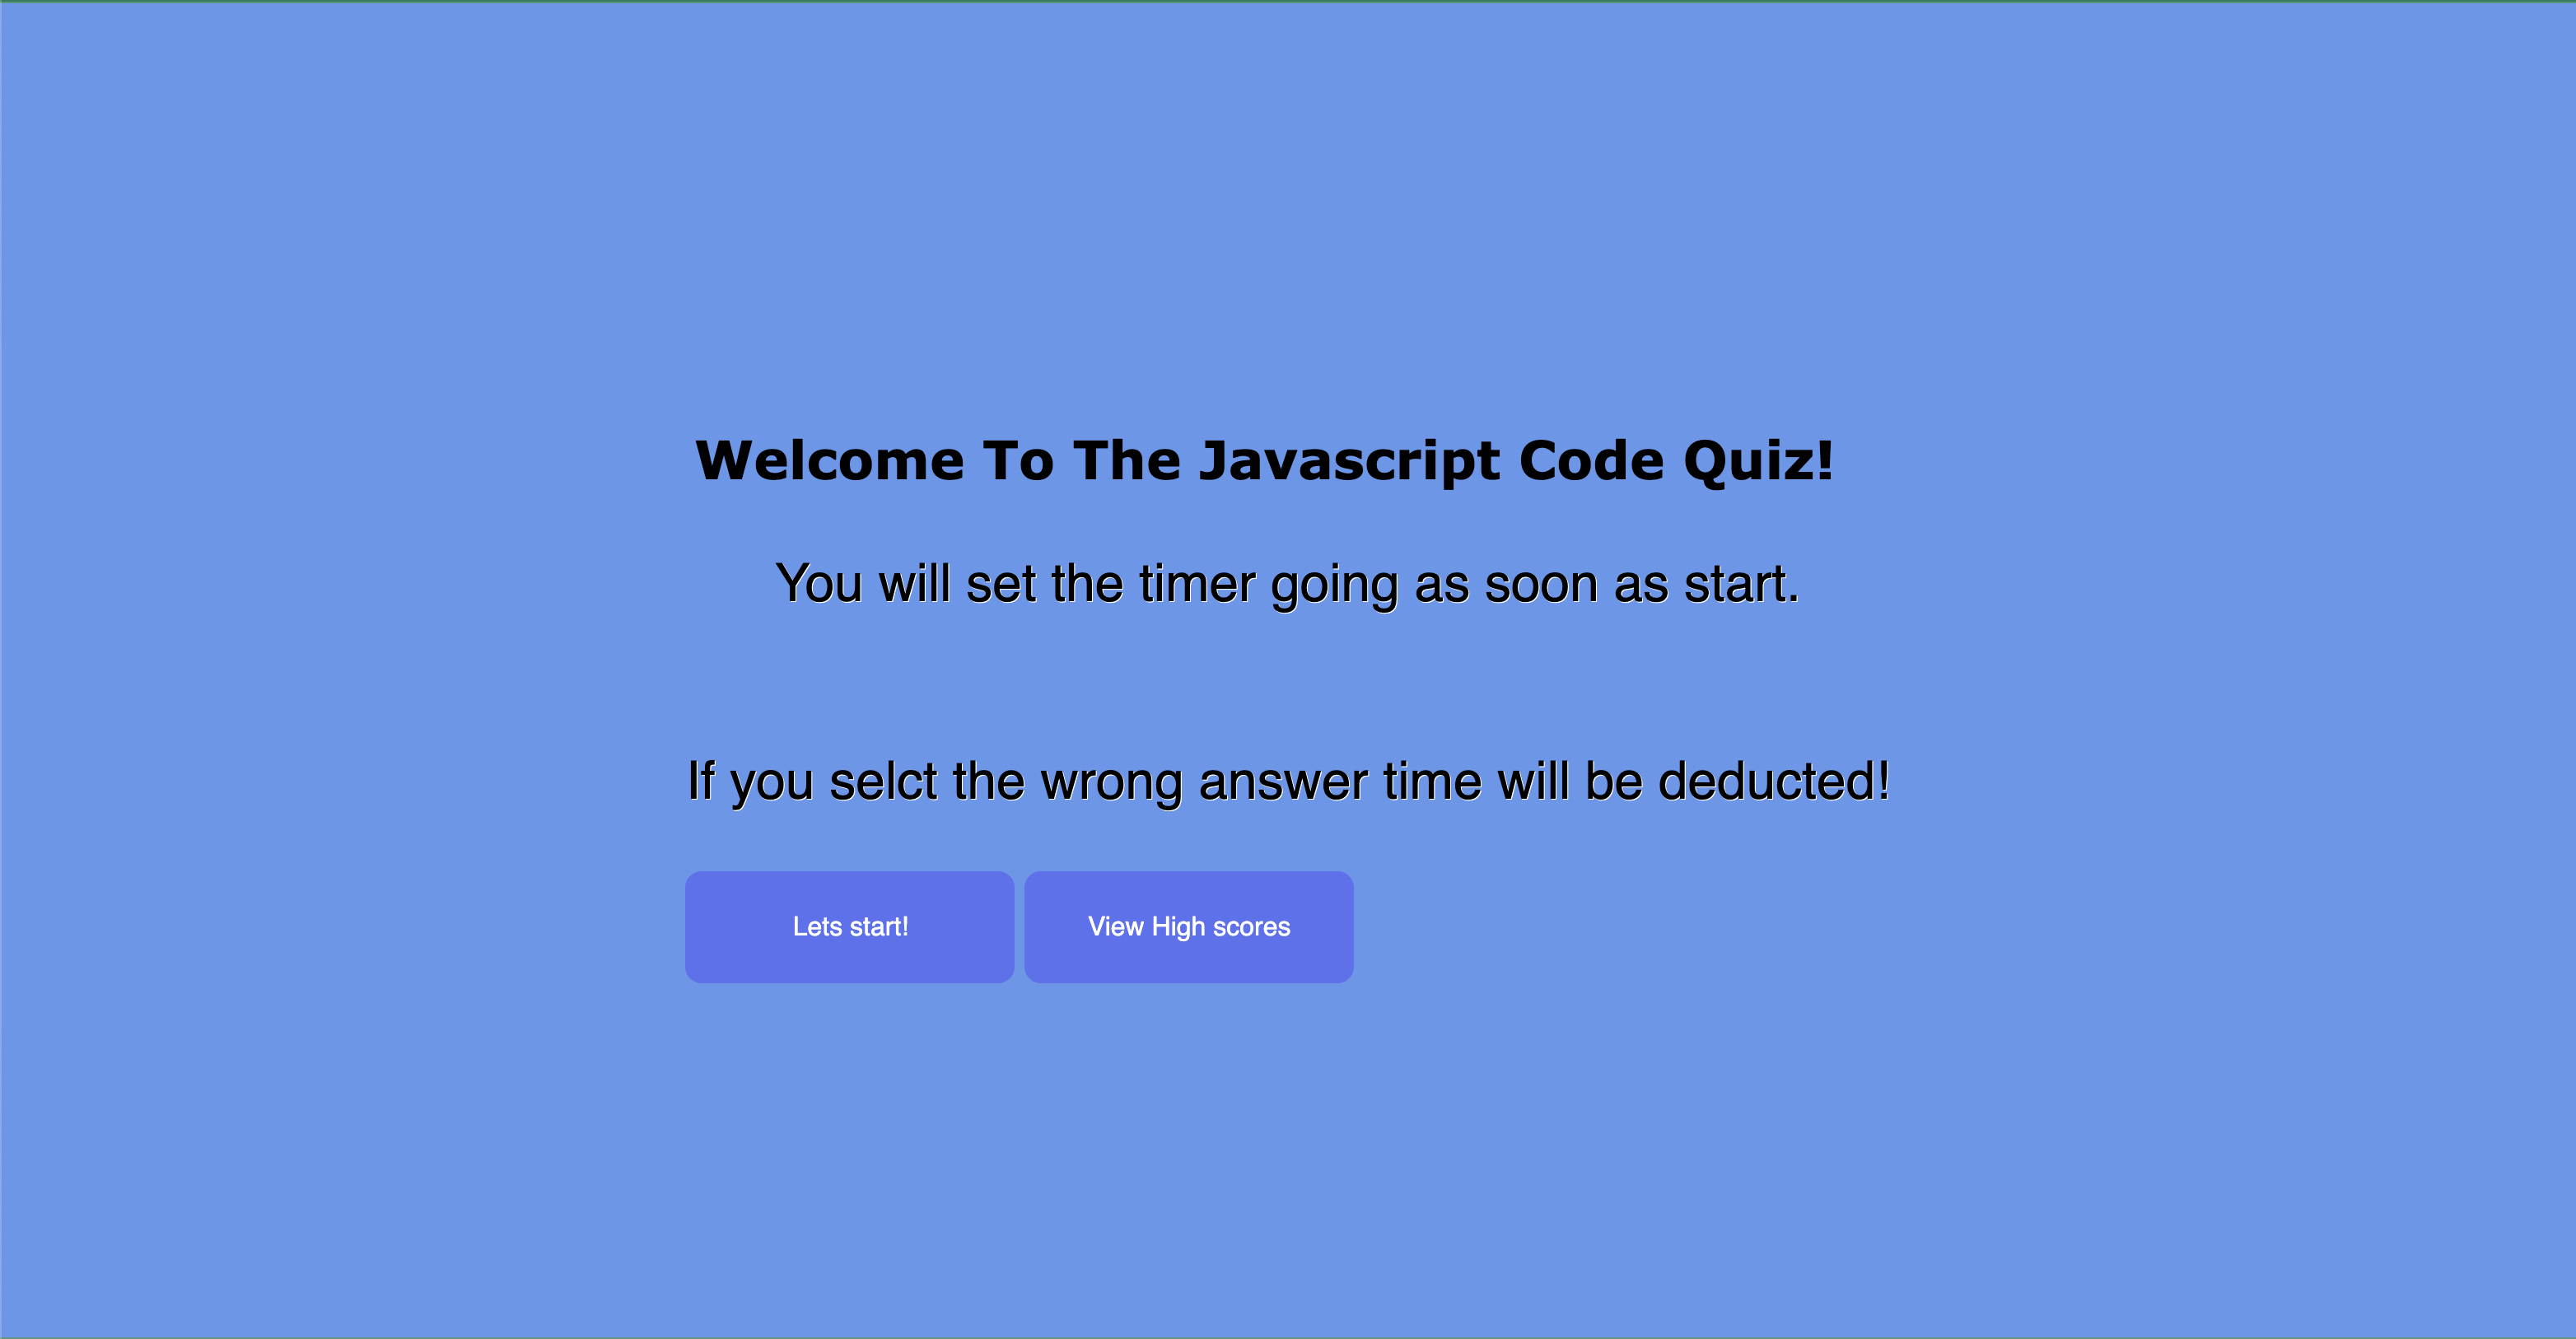 Welcome To The Javascript Code Quiz!
You will set the timer going as soon as start.
If you selct the wrong answer time will be deducted!
Lets start!
View High scores